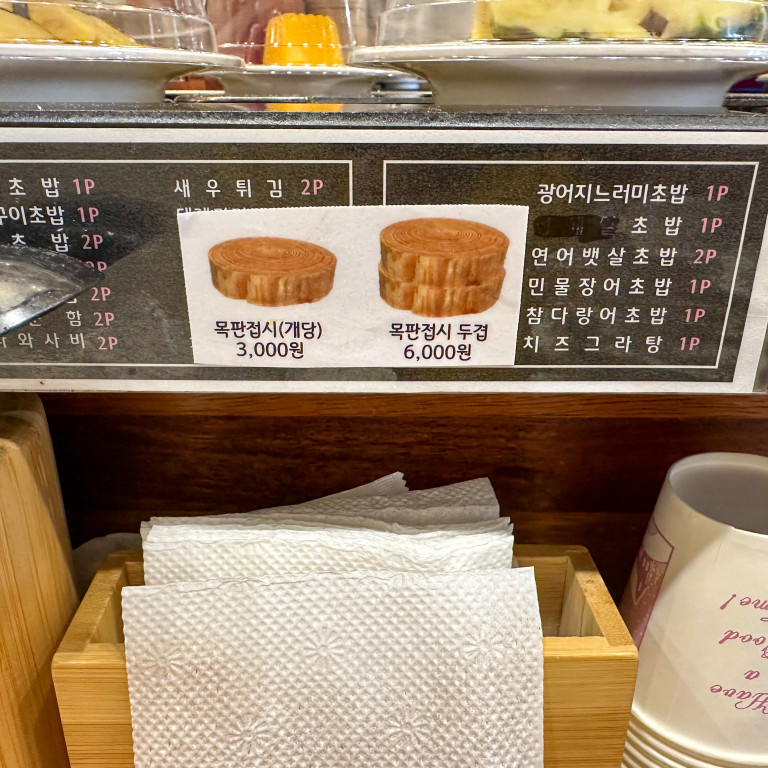 초 밥 1P
이초밥 1P
초 밥 2P
2P
함 2P
와 사 비 2P
새 우 튀 김 2P
목판접시(개당)
3,000원
목판접시 두겹
6,000원
광어지느러미초밥 1P
초 밥 1P
연어뱃살초밥 2P
민물장어초밥 1P
참다랑어초밥 1P
치즈그라탕 1P
Have
a
Good